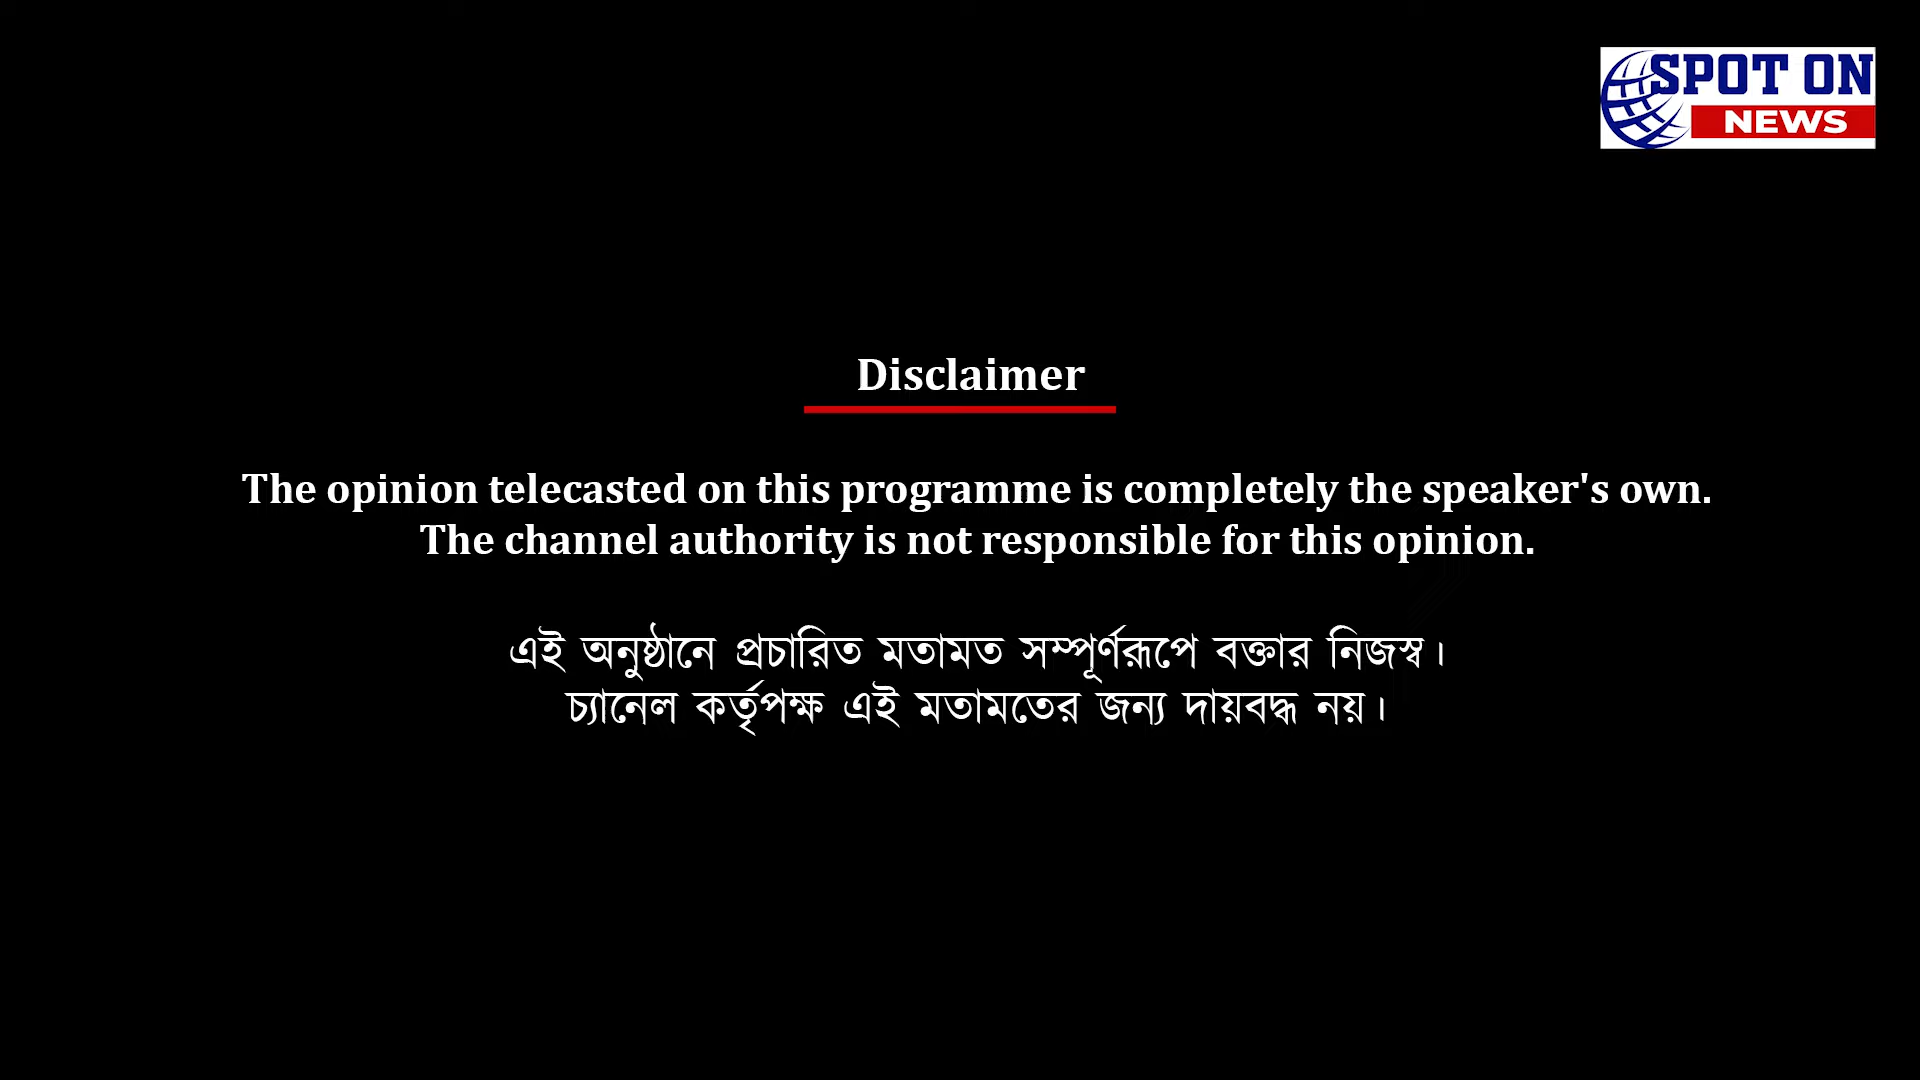 SPOT ON
NEWS
Disclaimer
The opinion telecasted on this programme is completely the speaker's own.
The channel authority is not responsible for this opinion.
এই অনুষ্ঠানে প্রচারিত মতামত সম্পূর্ণরূপে বক্তার নিজস্ব।
চ্যানেল কর্তৃপক্ষ এই মতামতের জন্য দায়বদ্ধ নয়।